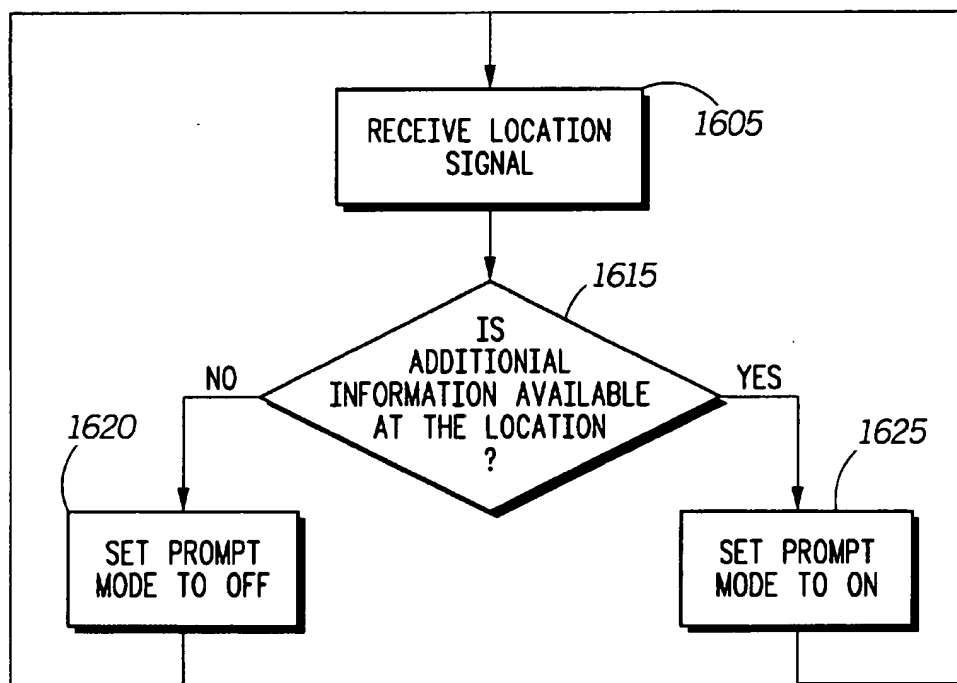 RECEIVE LOCATION
SIGNAL
1605
1615
IS
ADDITIONIAL
INFORMATION AVAILABLE
AT THE LOCATION
?
NO
YES
1620
1625
SET PROMPT
MODE TO OFF
SET PROMPT
MODE TO ON